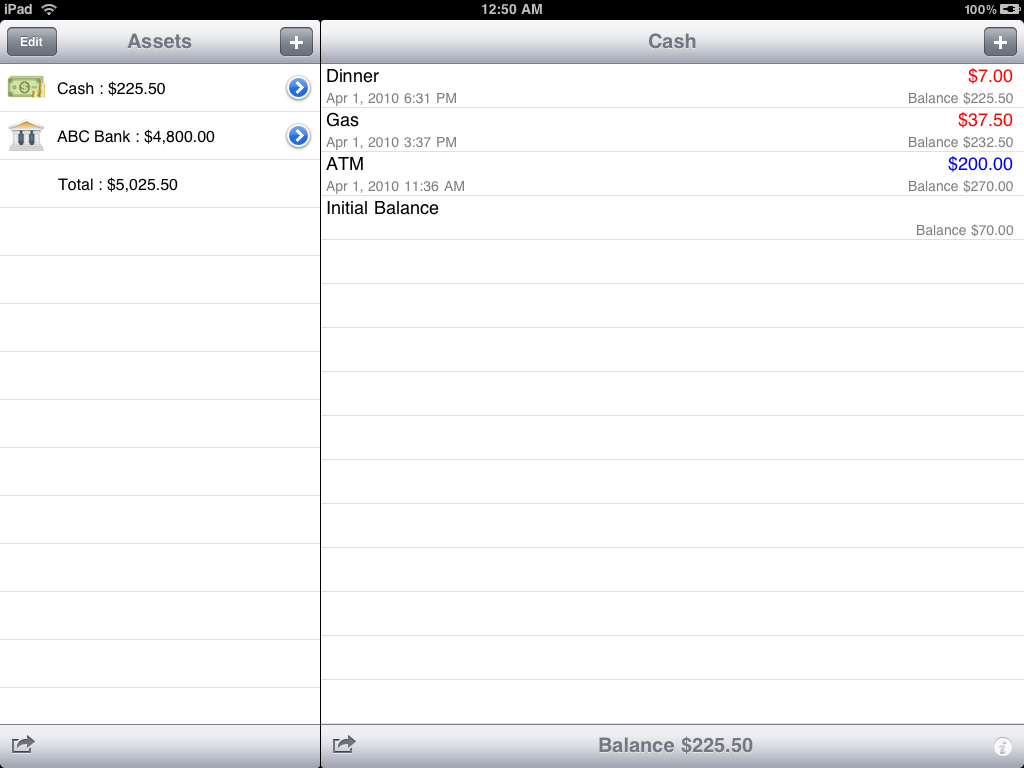 iPad 12:50 AM 100%
Edit Assets +
Cash : $225.50
ABC Bank : $4,800.00
Total : $5,025.50
Cash +
Dinner $7.00
Apr 1, 2010 6:31 PM Balance $225.50
Gas $37.50
Apr 1, 2010 3:37 PM Balance $232.50
ATM $200.00
Apr 1, 2010 11:36 AM Balance $270.00
Initial Balance
Balance $70.00
Balance $225.50